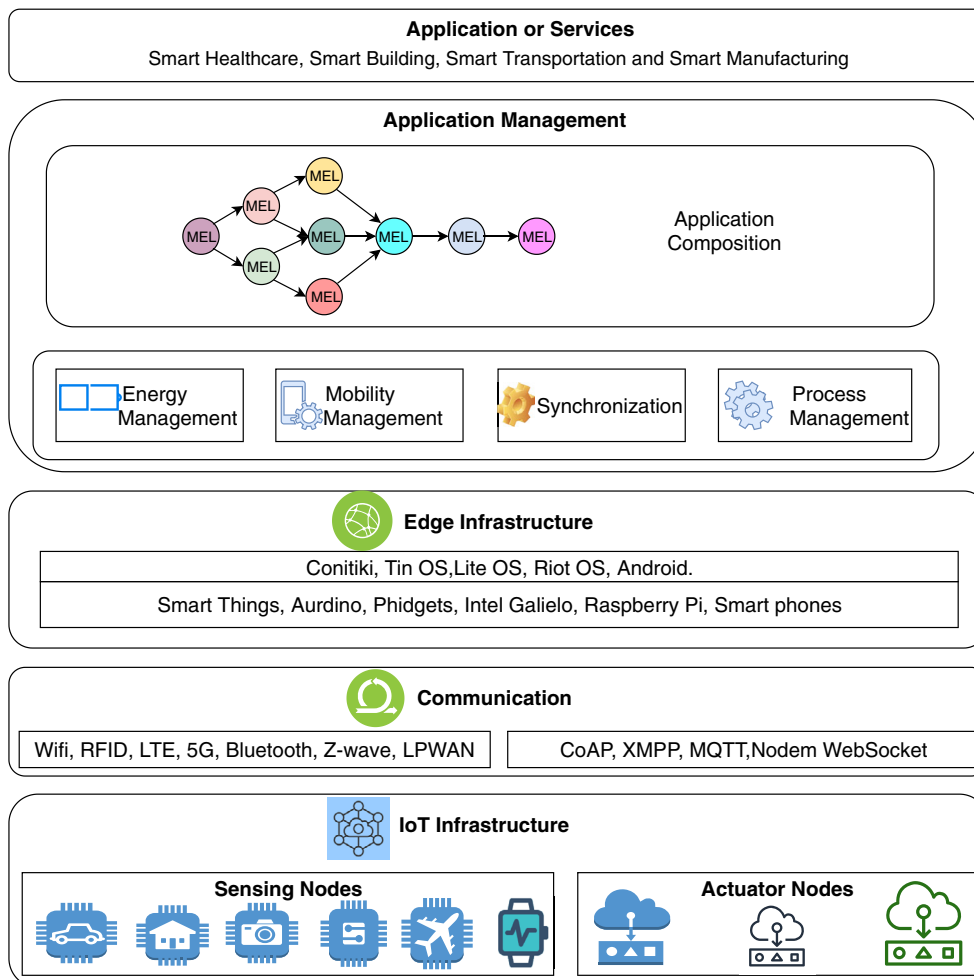 Application or Services
Smart Healthcare, Smart Building, Smart Transportation and Smart Manufacturing
Application Management
MEL
MEL
MEL
MEL
MEL
MEL
MEL
MEL
MEL
Application
Composition
Energy
Management
Mobility
Management
Synchronization
Process
Management
Edge Infrastructure
Conitiki, Tin OS,Lite OS, Riot OS, Android.
Smart Things, Aurdino, Phidgets, Intel Galielo, Raspberry Pi, Smart phones
Communication
Wifi, RFID, LTE, 5G, Bluetooth, Z-wave, LPWAN
CoAP, XMPP, MQTT,Nodem WebSocket
IoT Infrastructure
Sensing Nodes
Actuator Nodes